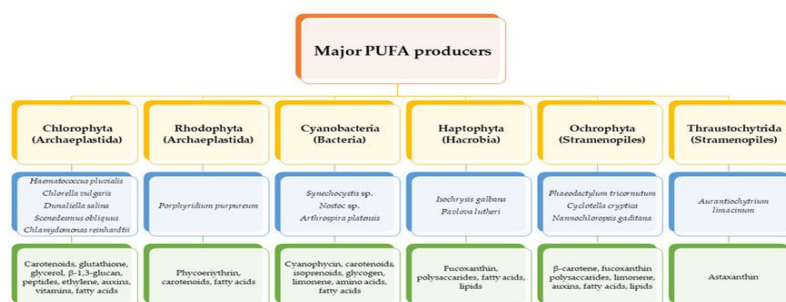 Major PUFA producers
Chlorophyta
(Archaeplastida)
Rhodophyta
(Archaeplastida)
Cyanobacteria
(Bacteria)
Haptophyta
(Hacrobia)
Ochrophyta
(Stramenopiles)
Thraustochytrida
(Stramenopiles)
Haematococcus pluvialis
Chlorella vulgaris
Dunaliella salina
Scenedesmus obliquus
Chlamydomonas reinhardtii
Porphyridium purpureum
Synechocystis sp.
Nostoc sp.
Arthrospira platensis
Isochrysis galbana
Pavlova lutheri
Phaeodactylum tricornutum
Cyclotella cryptica
Nannochloropsis gaditana
Aurantiochytrium
limacinum
Carotenoids, glutathione,
glycerol, β-1,3-glucan,
peptides, ethylene, auxins,
vitamins, fatty acids
Phycoeriythrin,
carotenoids, fatty acids
Cyanophycin, carotenoids,
isoprenoids, glycogen,
limonene, amino acids,
fatty acids
Fucoxanthin,
polysaccarides, fatty acids,
lipids
β-carotene, fucoxanthin
polysaccarides, limonene,
auxins, fatty acids, lipids
Astaxanthin